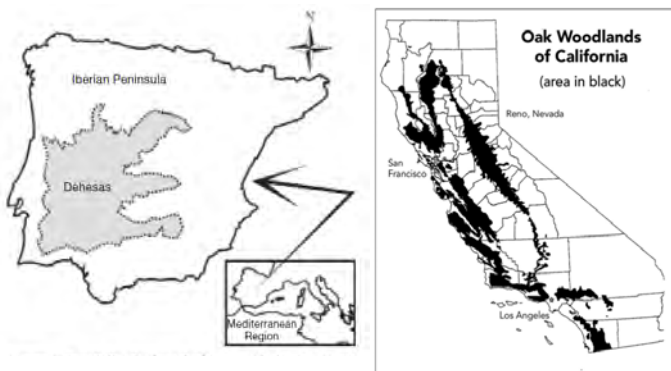 N
Iberian Peninsula
Dehesas
Mediterranean
Region
Oak Woodlands
of California
(area in black)
Reno, Nevada
San
Francisco
Los Angeles